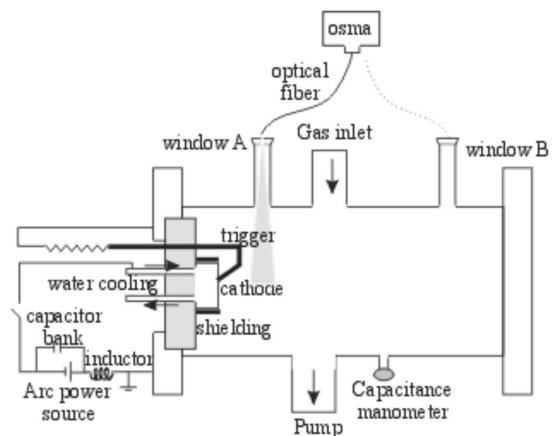 osma
optical
fiber
Gas inlet
window A
window B
trigger
water cooling
cathode
capacitor
bank
shielding
inductor
Arc power
source
Capacitance
manometer
Pump